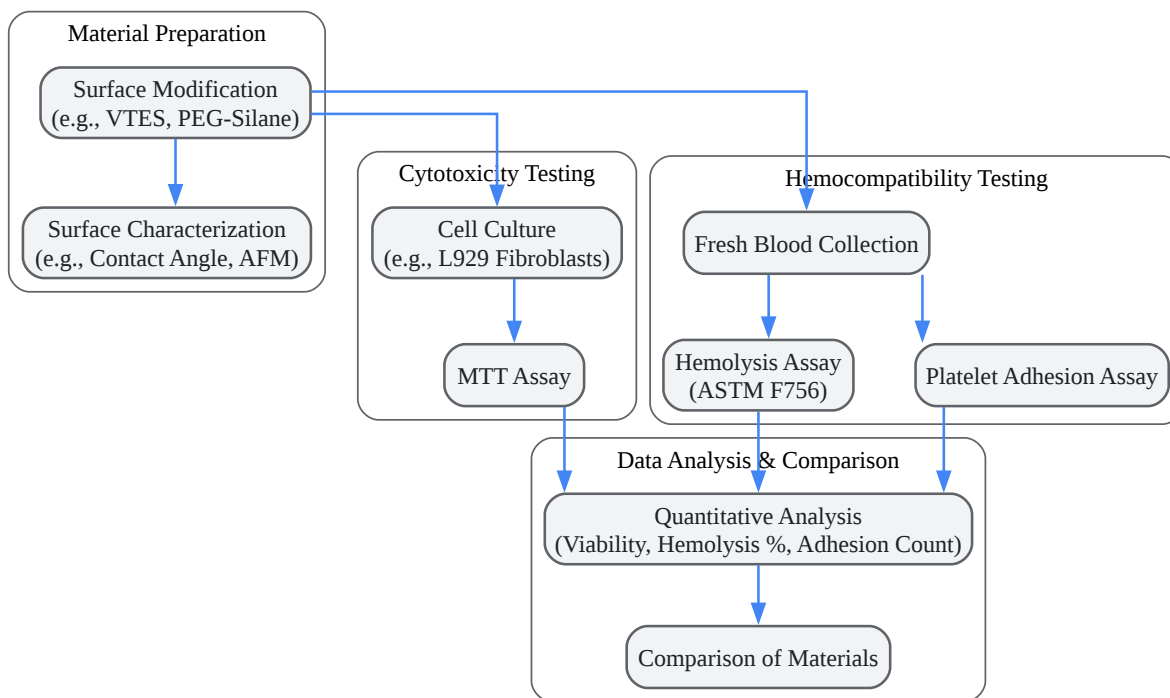 Material Preparation
Surface Modification
(e.g., VTES, PEG-Silane)
Surface Characterization
(e.g., Contact Angle, AFM)
Cytotoxicity Testing
Cell Culture
(e.g., L929 Fibroblasts)
MTT Assay
Hemocompatibility Testing
Fresh Blood Collection
Hemolysis Assay
(ASTM F756)
Platelet Adhesion Assay
Data Analysis & Comparison
Quantitative Analysis
(Viability, Hemolysis %, Adhesion Count)
Comparison of Materials